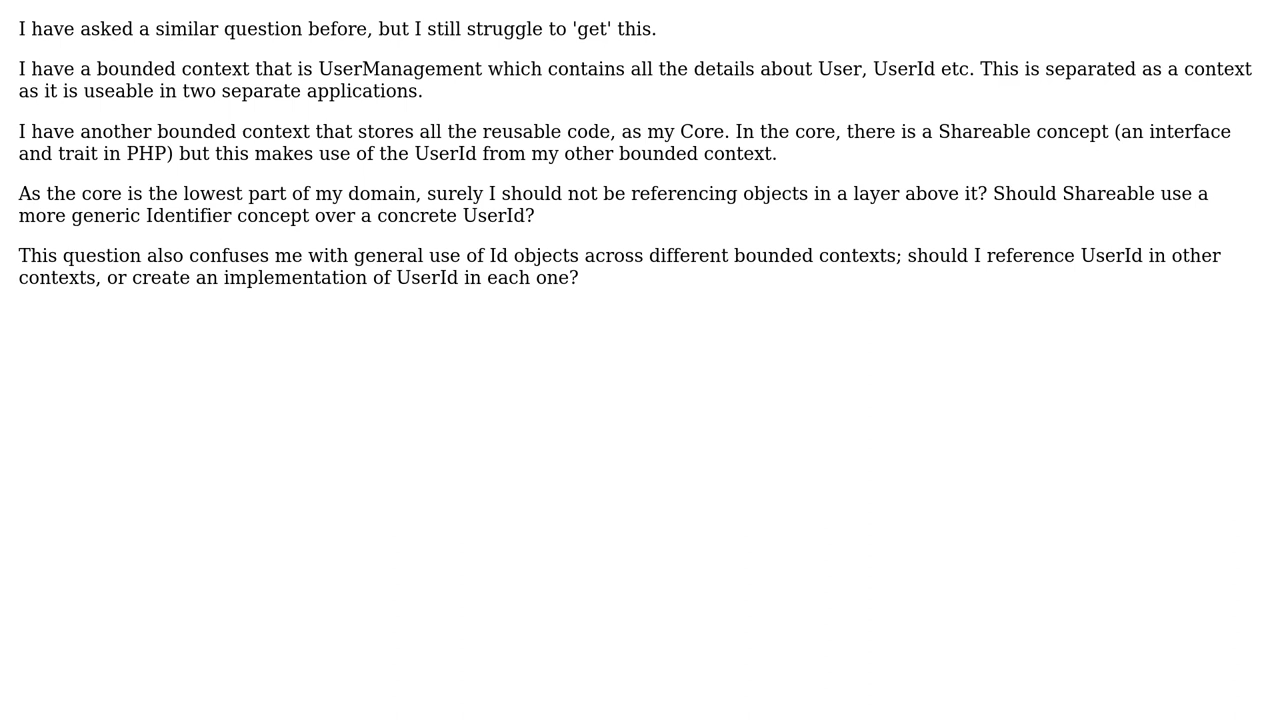 I have asked a similar question before, but I still struggle to 'get' this.
I have a bounded context that is UserManagement which contains all the details about User, UserId etc. This is separated as a context
as it is useable in two separate applications.
I have another bounded context that stores all the reusable code, as my Core. In the core, there is a Shareable concept (an interface
and trait in PHP) but this makes use of the UserId from my other bounded context.
As the core is the lowest part of my domain, surely I should not be referencing objects in a layer above it? Should Shareable use a
more generic Identifier concept over a concrete UserId?
This question also confuses me with general use of Id objects across different bounded contexts; should I reference UserId in other
contexts, or create an implementation of UserId in each one?